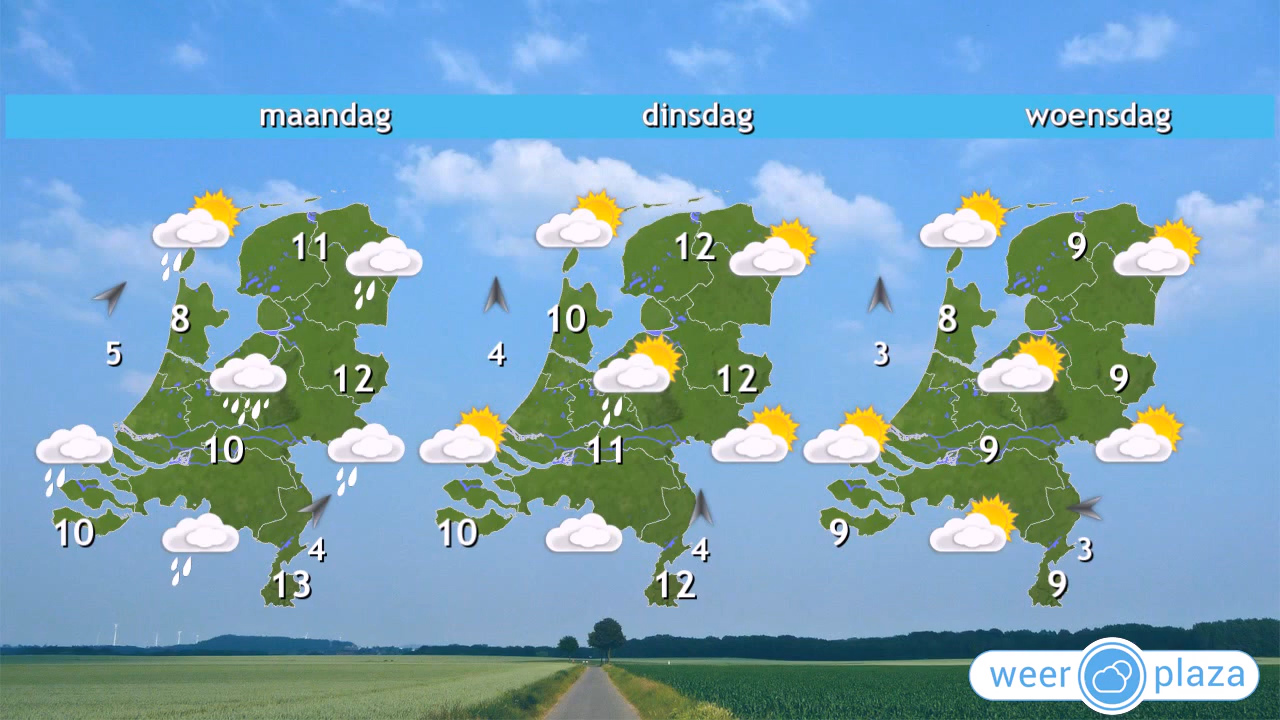 maandag dinsdag woensdag
11 12 9
8 10 8
5 4 3
12 12 9
10 11 9
10 10 9
4 4 3
13 12 9
weer plaza